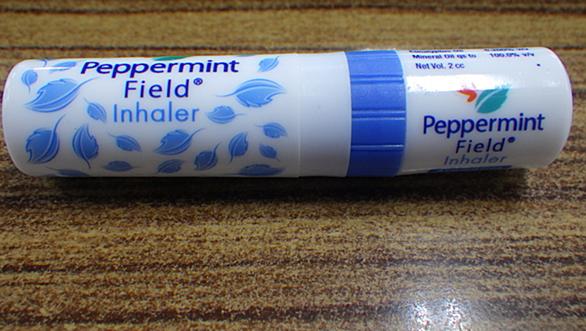 Peppermint
Field®
Inhaler
Mineral Oil qs to 100.0% v/v
Net Vol. 2 cc
Peppermint
Field®
Inhaler